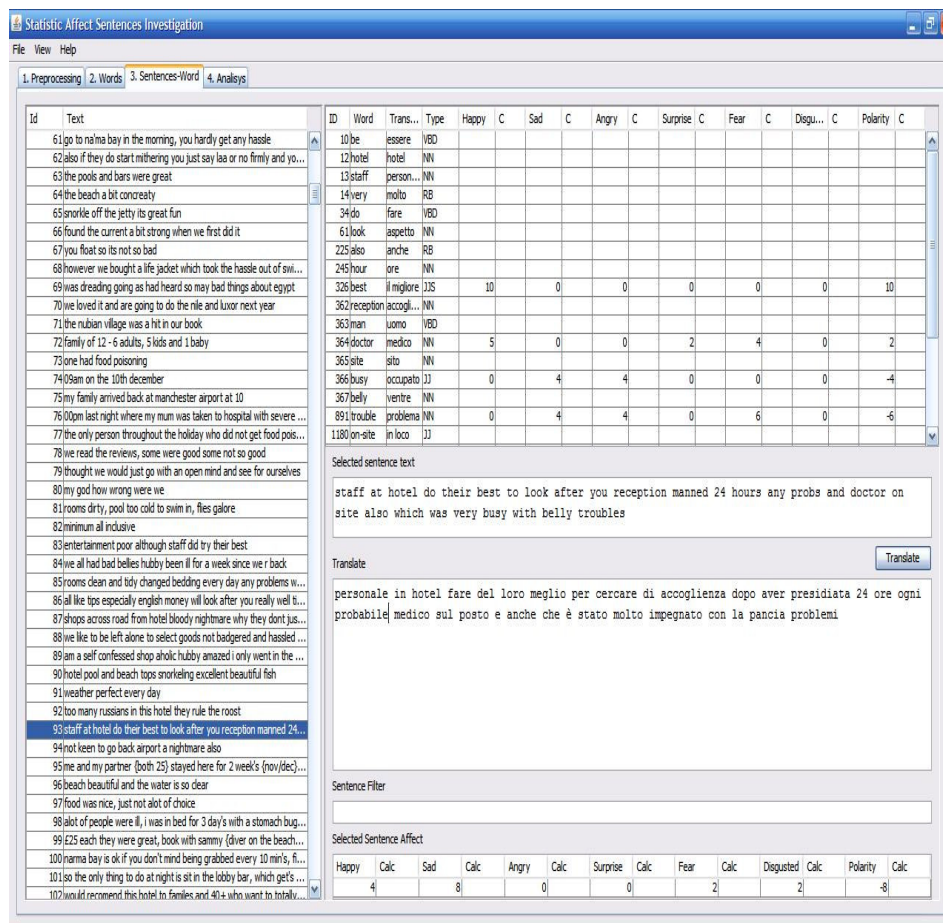 Statistic Affect Sentences Investigation
File View Help
1. Preprocessing 2. Words 3. Sentences-Word 4. Analisys
Id Text
61 go to na'ma bay in the morning, you hardly get any hassle
62 also if they do start mithering you just say laa or no firmly and yo...
63 the pools and bars were great
64 the beach a bit concreaty
65 snorkle off the jetty its great fun
66 found the current a bit strong when we first did it
67 you float so its not so bad
68 however we bought a life jacket which took the hassle out of swi...
69 was dreading going as had heard so may bad things about egypt
70 we loved it and are going to do the nile and luxor next year
71 the nubian village was a hit in our book
72 family of 12 - 6 adults, 5 kids and 1 baby
73 one had food poisoning
74 09am on the 10th december
75 my family arrived back at manchester airport at 10
76 00pm last night where my mum was taken to hospital with severe ...
77 the only person throughout the holiday who did not get food pois...
78 we read the reviews, some were good some not so good
79 thought we would just go with an open mind and see for ourselves
80 my god how wrong were we
81 rooms dirty, pool too cold to swim in, flies galore
82 minimum all inclusive
83 entertainment poor although staff did try their best
84 we all had bad bellies hubby been ill for a week since we r back
85 rooms clean and tidy changed bedding every day any problems w...
86 all like tips especially english money will look after you really well ti...
87 shops across road from hotel bloody nightmare why they dont jus...
88 we like to be left alone to select goods not badgered and hassled ...
89 am a self confessed shop aholic hubby amazed i only went in the ...
90 hotel pool and beach tops snorkeling excellent beautiful fish
91 weather perfect every day
92 too many russians in this hotel they rule the roost
93 staff at hotel do their best to look after you reception manned 24...
94 not keen to go back airport a nightmare also
95 me and my partner {both 25} stayed here for 2 week's {nov/dec}...
96 beach beautiful and the water is so clear
97 food was nice, just not alot of choice
98 alot of people were ill, i was in bed for 3 day's with a stomach bug...
99 £25 each they were great, book with sammy {diver on the beach...
100 narma bay is ok if you don't mind being grabbed every 10 min's, fi...
101 so the only thing to do at night is sit in the lobby bar, which get's ...
102 would recomend this hotel to familes and 40+ who want to totally...
ID Word Trans... Type Happy C Sad C Angry C Surprise C Fear C Disgu... C Polarity C
10 be essere VBD
12 hotel hotel NN
13 staff person... NN
14 very molto RB
34 do fare VBD
61 look aspetto NN
225 also anche RB
245 hour ore NN
326 best il migliore JJS 10 0 0 0 0 0 10
362 reception accogli... NN
363 man uomo VBD
364 doctor medico NN 5 0 0 2 4 0 2
365 site sito NN
366 busy occupato JJ 0 4 4 0 0 0 -4
367 belly ventre NN
891 trouble problema NN 0 4 4 0 6 0 -6
1180 on-site in loco JJ
Selected sentence text
staff at hotel do their best to look after you reception manned 24 hours any probs and doctor on
site also which was very busy with belly troubles
Translate
Translate
personale in hotel fare del loro meglio per cercare di accoglienza dopo aver presidiata 24 ore ogni
probabile medico sul posto e anche che è stato molto impegnato con la pancia problemi
Sentence Filter
Selected Sentence Affect
Happy Calc Sad Calc Angry Calc Surprise Calc Fear Calc Disgusted Calc Polarity Calc
4 8 0 0 2 2 -8